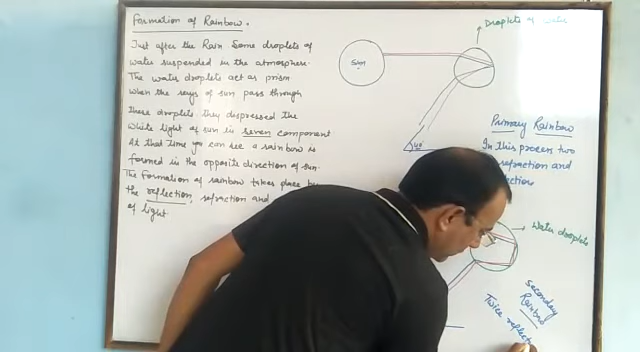 Formation of Rainbow.
Just after the Rain Some droplets of
water suspended in the atmosphere.
The water droplets act as prism
when the rays of sun pass through
these droplets they dispressed the
white light of sun in seven component
At that time you can see a rainbow is
formed in the opposite direction of sun.
The formation of rainbow takes place
the reflection, refraction and
of light
Sun
Droplets of water
Primary Rainbow
In this process two
refraction and
Water droplets
Secondary
Rainbow
Twice